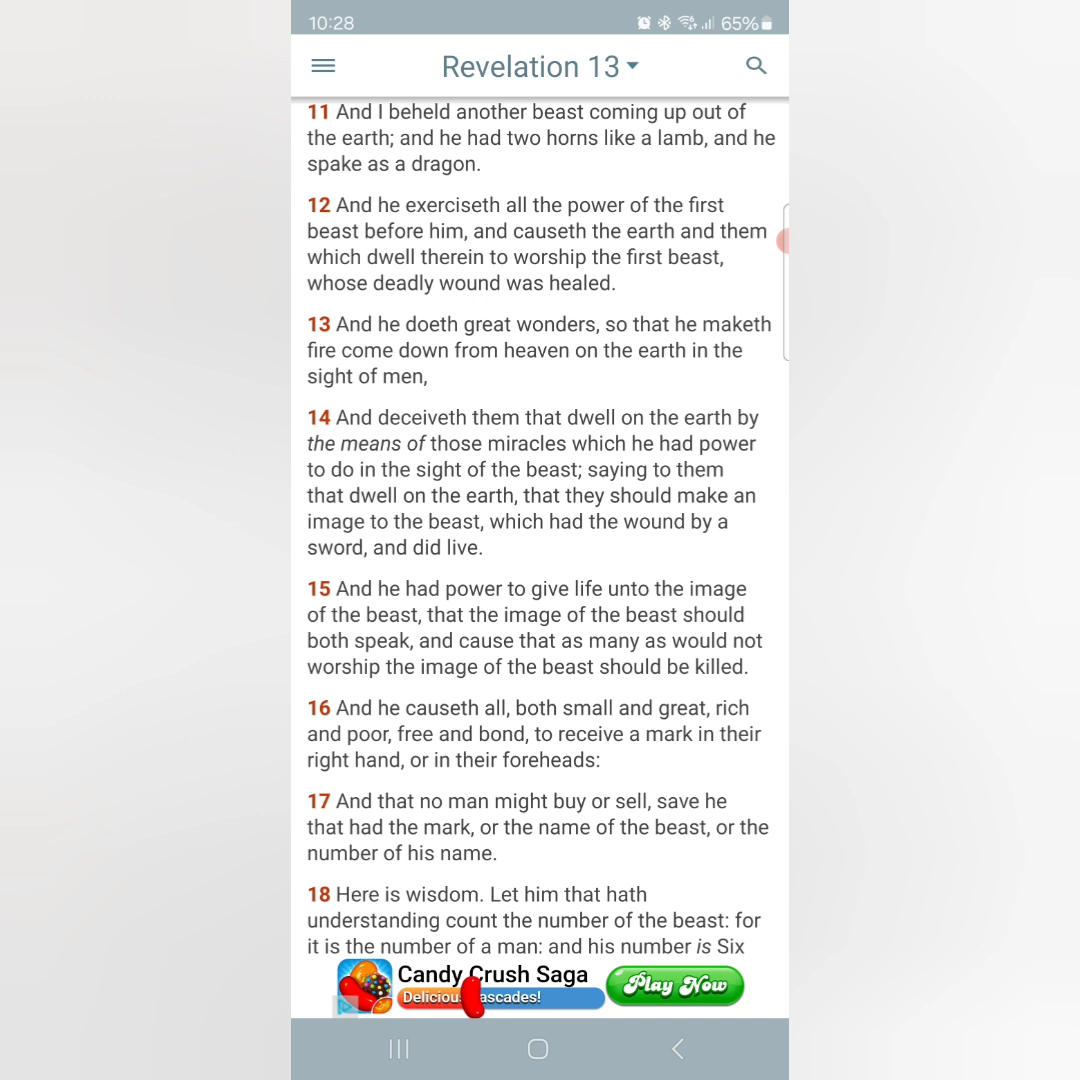 10:28
65%
Revelation 13
11 And I beheld another beast coming up out of
the earth; and he had two horns like a lamb, and he
spake as a dragon.
12 And he exerciseth all the power of the first
beast before him, and causeth the earth and them
which dwell therein to worship the first beast,
whose deadly wound was healed.
13 And he doeth great wonders, so that he maketh
fire come down from heaven on the earth in the
sight of men,
14 And deceiveth them that dwell on the earth by
the means of those miracles which he had power
to do in the sight of the beast; saying to them
that dwell on the earth, that they should make an
image to the beast, which had the wound by a
sword, and did live.
15 And he had power to give life unto the image
of the beast, that the image of the beast should
both speak, and cause that as many as would not
worship the image of the beast should be killed.
16 And he causeth all, both small and great, rich
and poor, free and bond, to receive a mark in their
right hand, or in their foreheads:
17 And that no man might buy or sell, save he
that had the mark, or the name of the beast, or the
number of his name.
18 Here is wisdom. Let him that hath
understanding count the number of the beast: for
it is the number of a man: and his number is Six
Candy Crush Saga
Play Now
Deliciou ascades!